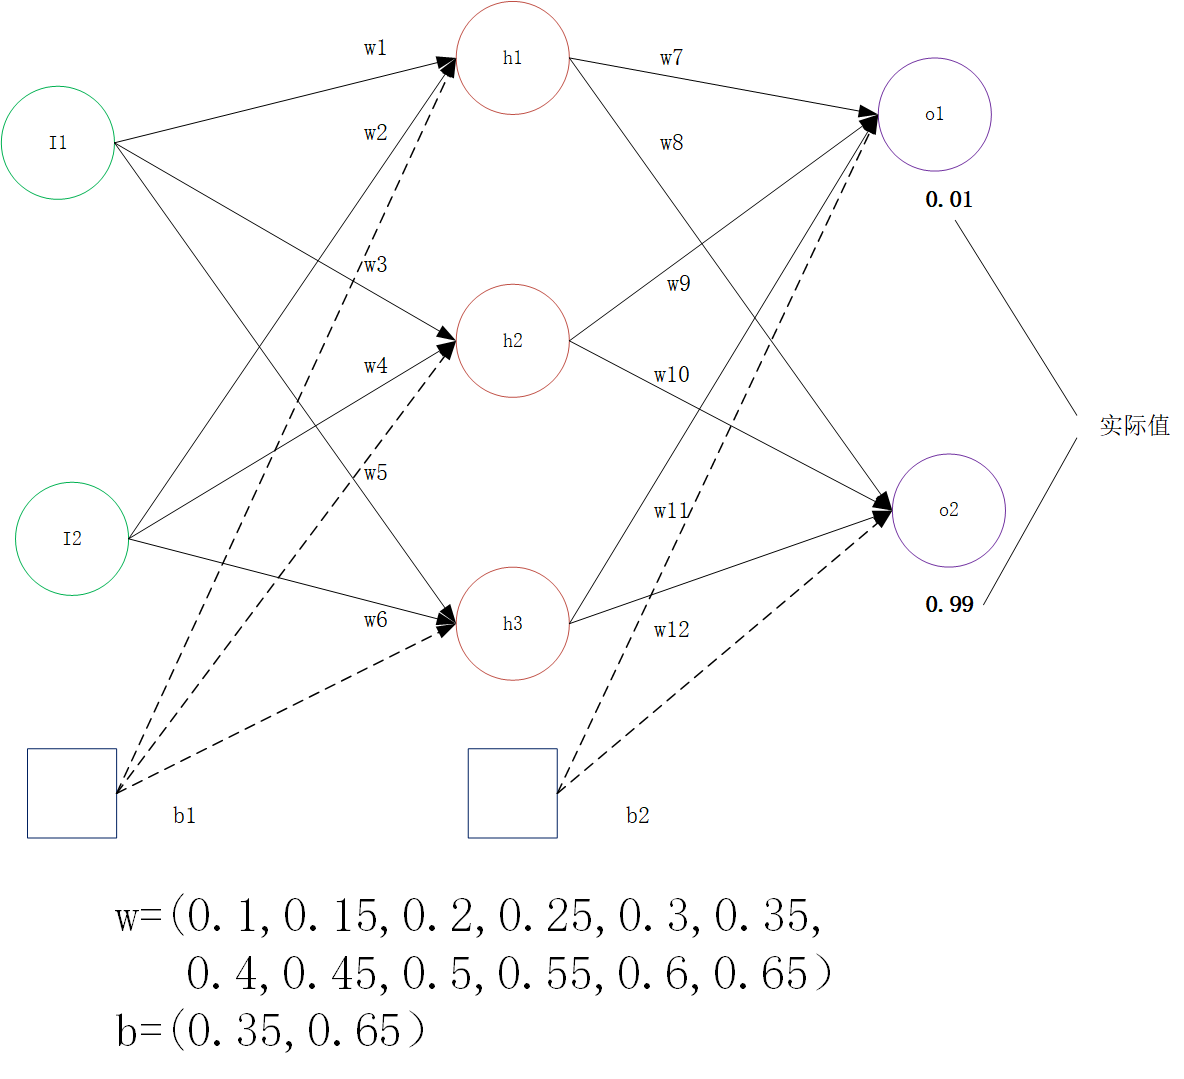 h1
w1
w7
o1
I1
w2
w8
0.01
w3
w9
h2
w4
w10
实际值
w5
w11
o2
I2
0.99
w6
h3
w12
b1
b2
w=(0.1,0.15,0.2,0.25,0.3,0.35,
0.4,0.45,0.5,0.55,0.6,0.65)
b=(0.35,0.65)